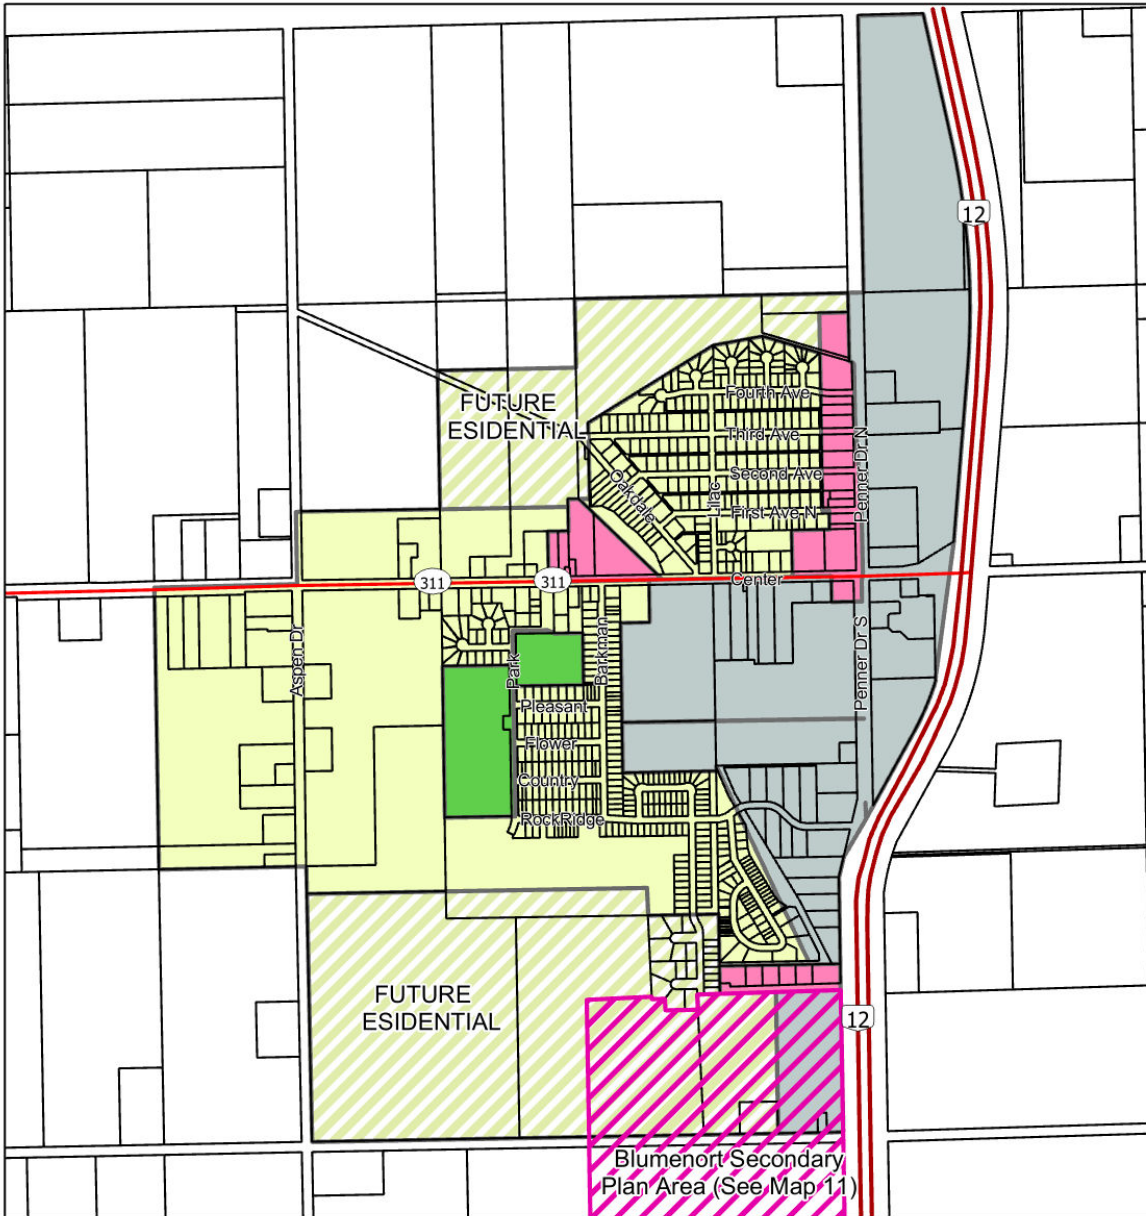 12
FUTURE
ESIDENTIAL
Fourth Ave
Third Ave
Second Ave
First Ave N
Oakdale
Lilac
Penner Dr N
311
311
Center
Aspen Dr
Park
Barkman
Penner Dr S
Pleasant
Flower
Country
RockRidge
FUTURE
ESIDENTIAL
12
Blumenort Secondary
Plan Area (See Map 11)